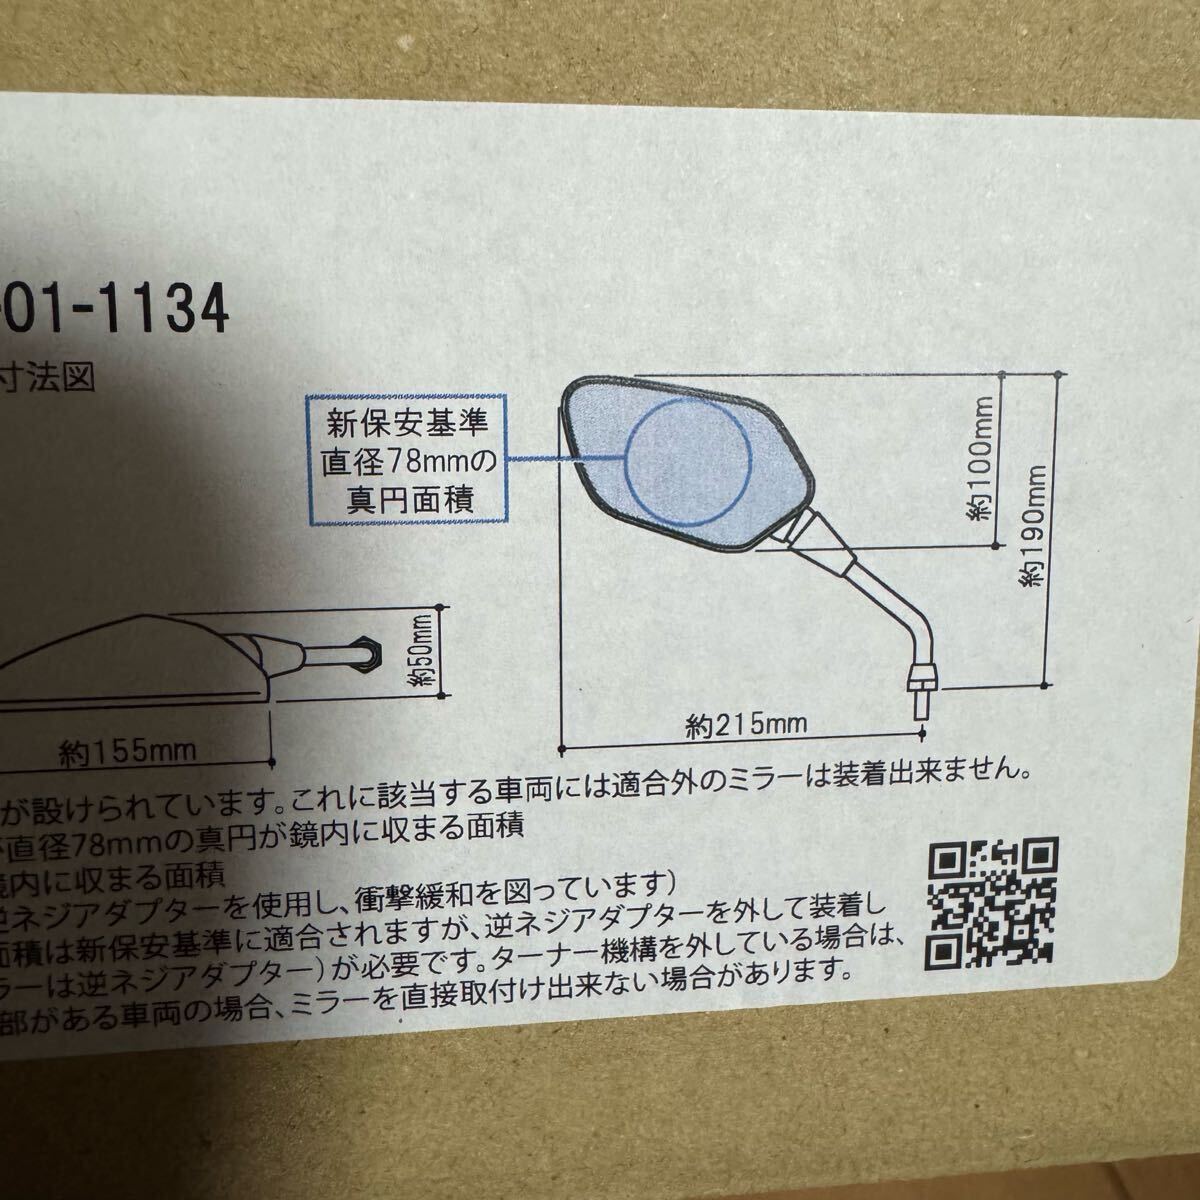 -01-1134
寸法図
新保安基準
直径78mmの
真円面積
約100mm
約190mm
約50mm
約215mm
約155mm
が設けられています。これに該当する車両には適合外のミラーは装着出来ません。
直径78mmの真円が鏡内に収まる面積
鏡内に収まる面積
逆ネジアダプターを使用し、衝撃緩和を図っています)
面積は新保安基準に適合されますが、逆ネジアダプターを外して装着し
ラーは逆ネジアダプター)が必要です。ターナー機構を外している場合は、
部がある車両の場合、ミラーを直接取付け出来ない場合があります。